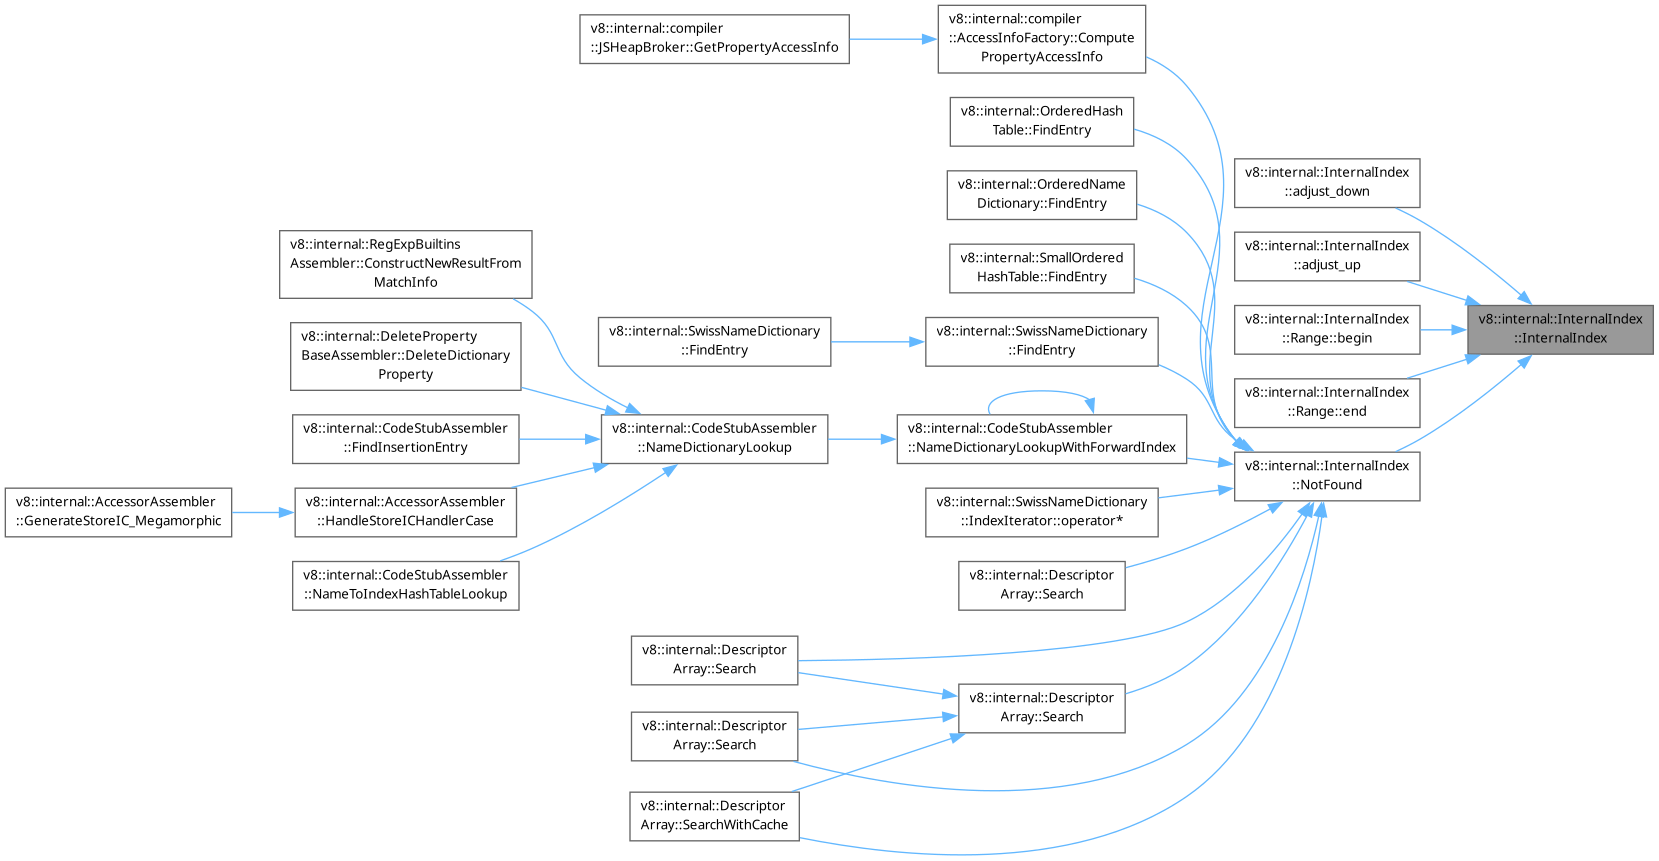 v8::internal::compiler
::JSHeapBroker::GetPropertyAccessInfo
v8::internal::compiler
::AccessInfoFactory::Compute
PropertyAccessInfo
v8::internal::OrderedHash
Table::FindEntry
v8::internal::OrderedName
Dictionary::FindEntry
v8::internal::SmallOrdered
HashTable::FindEntry
v8::internal::InternalIndex
::adjust_down
v8::internal::InternalIndex
::adjust_up
v8::internal::InternalIndex
::Range::begin
v8::internal::InternalIndex
::Range::end
v8::internal::InternalIndex
::InternalIndex
v8::internal::RegExpBuiltins
Assembler::ConstructNewResultFrom
MatchInfo
v8::internal::DeleteProperty
BaseAssembler::DeleteDictionary
Property
v8::internal::SwissNameDictionary
::FindEntry
v8::internal::SwissNameDictionary
::FindEntry
v8::internal::CodeStubAssembler
::FindInsertionEntry
v8::internal::CodeStubAssembler
::NameDictionaryLookup
v8::internal::CodeStubAssembler
::NameDictionaryLookupWithForwardIndex
v8::internal::InternalIndex
::NotFound
v8::internal::AccessorAssembler
::GenerateStoreIC_Megamorphic
v8::internal::AccessorAssembler
::HandleStoreICHandlerCase
v8::internal::SwissNameDictionary
::IndexIterator::operator*
v8::internal::CodeStubAssembler
::NameToIndexHashTableLookup
v8::internal::Descriptor
Array::Search
v8::internal::Descriptor
Array::Search
v8::internal::Descriptor
Array::Search
v8::internal::Descriptor
Array::Search
v8::internal::Descriptor
Array::SearchWithCache